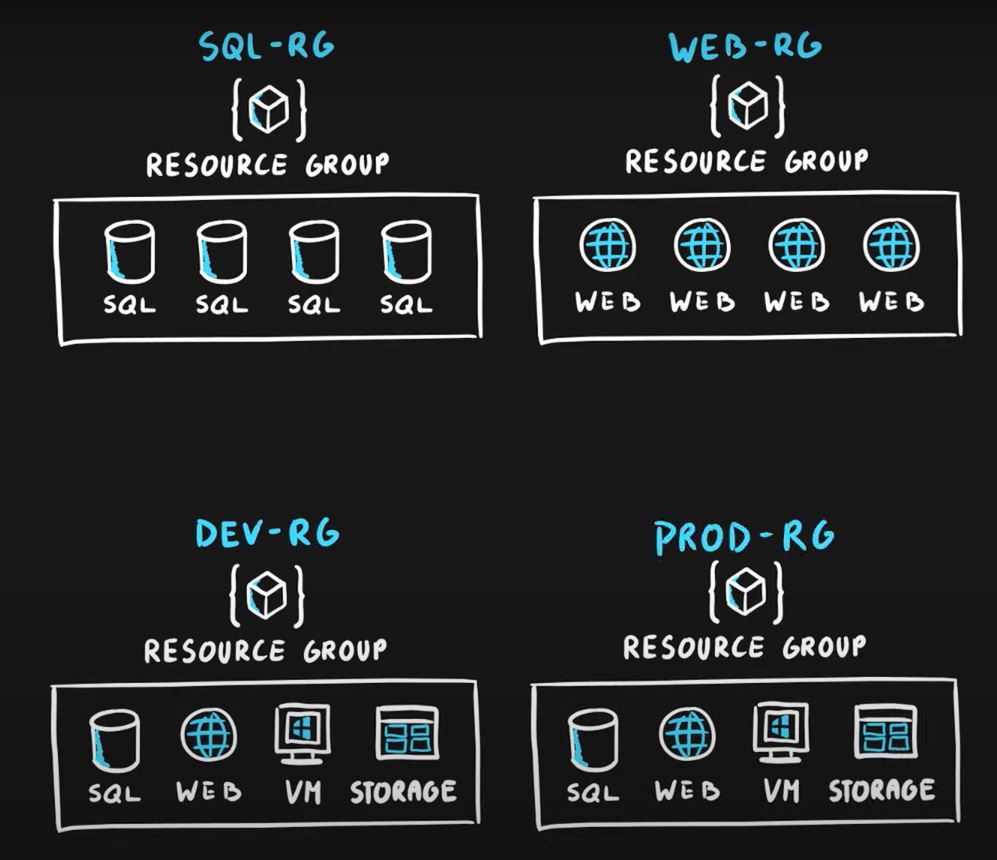 SQL-RG
RESOURCE GROUP
SQL SQL SQL SQL
WEB-RG
RESOURCE GROUP
WEB WEB WEB WEB
DEV-RG
RESOURCE GROUP
SQL WEB VM STORAGE
PROD-RG
RESOURCE GROUP
SQL WEB VM STORAGE